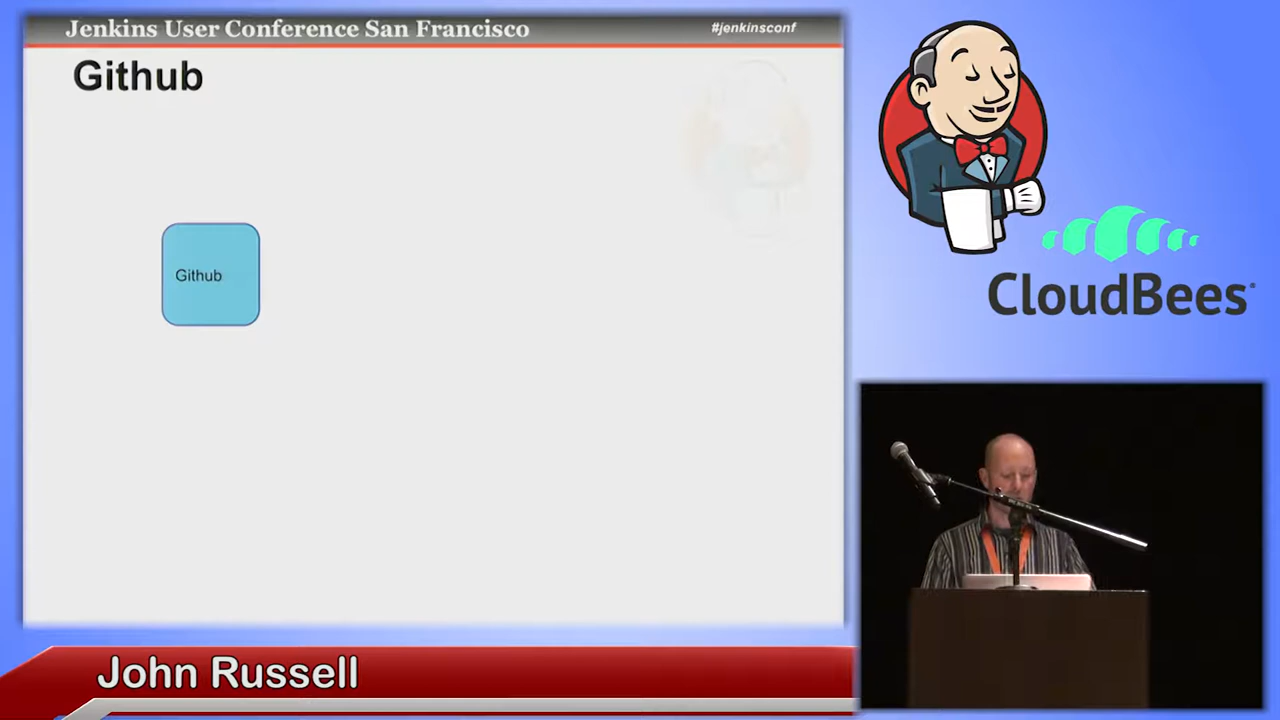 Jenkins User Conference San Francisco
#jenkinsconf
Github
Github
CloudBees
John Russell